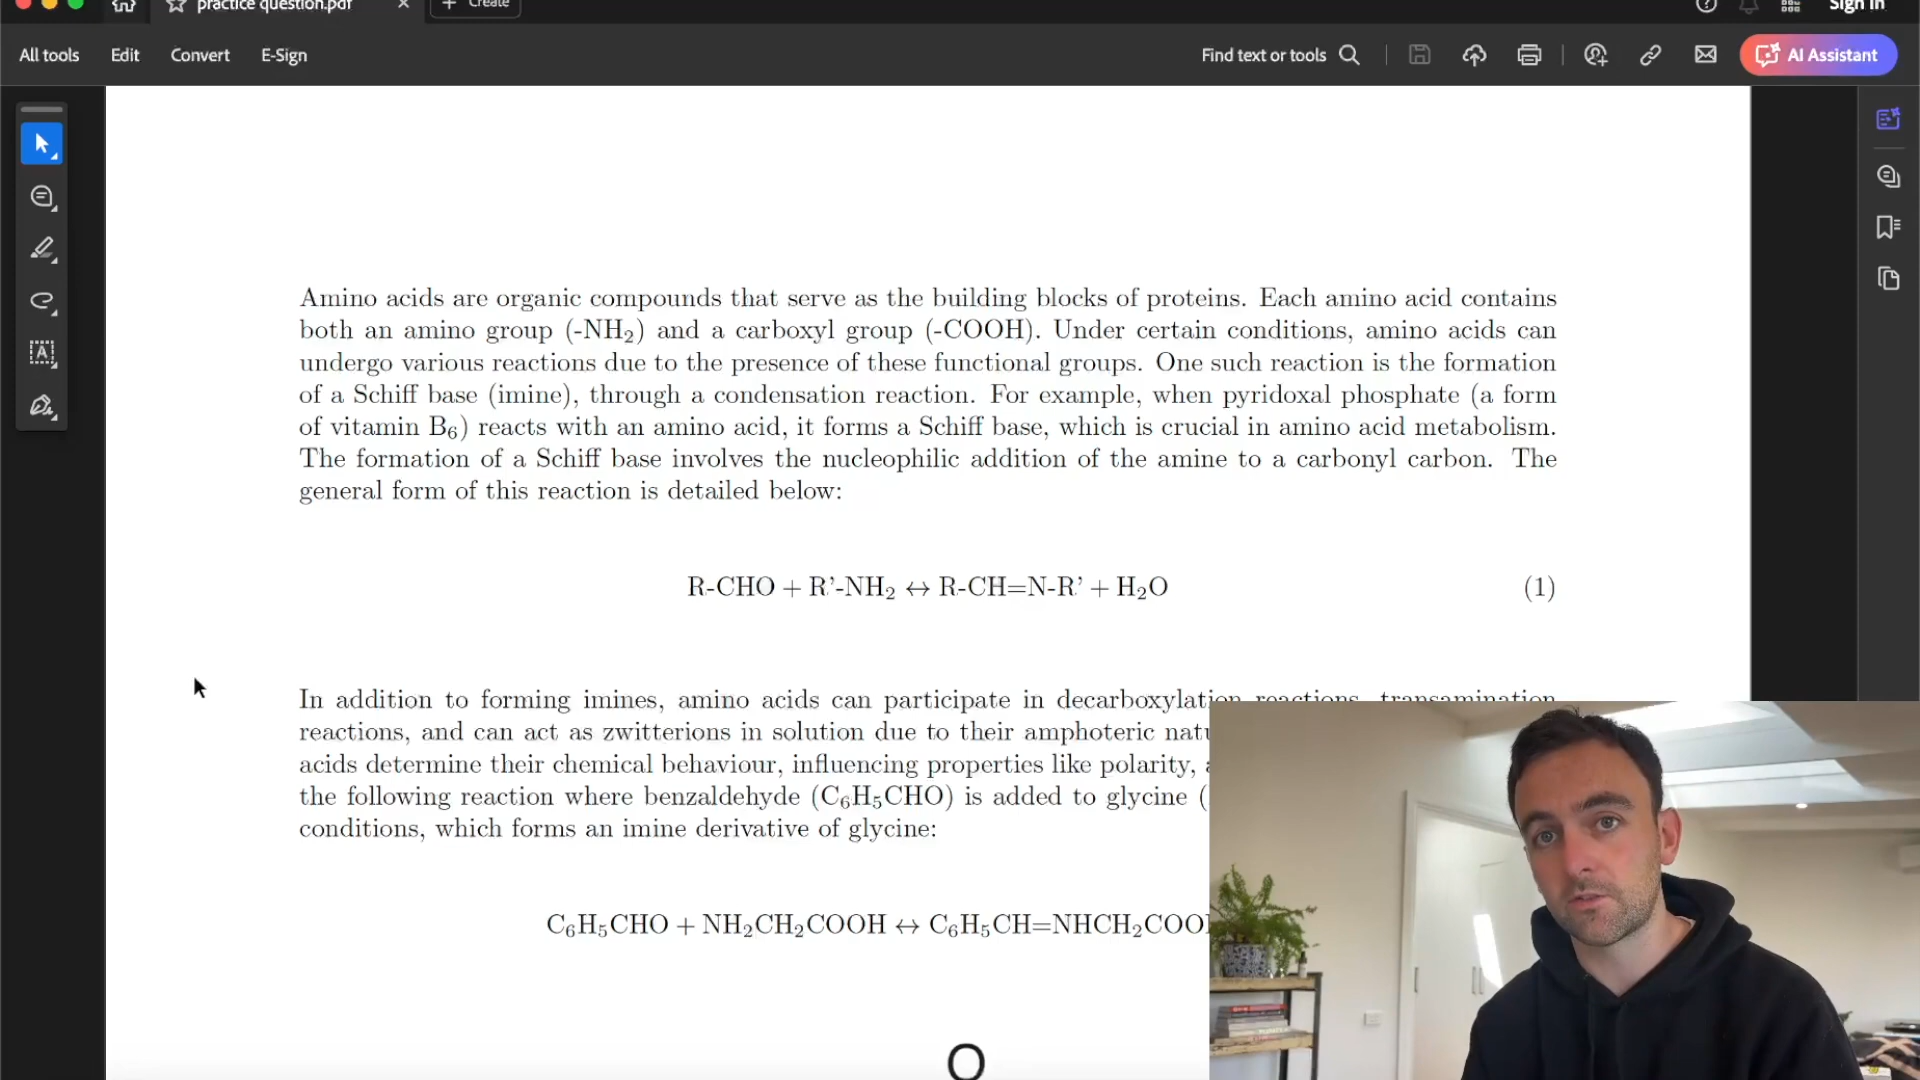 practice question.pdf
Create
Sign in
All tools
Edit
Convert
E-Sign
Find text or tools
AI Assistant
Amino acids are organic compounds that serve as the building blocks of proteins. Each amino acid contains
both an amino group (-NH₂) and a carboxyl group (-COOH). Under certain conditions, amino acids can
undergo various reactions due to the presence of these functional groups. One such reaction is the formation
of a Schiff base (imine), through a condensation reaction. For example, when pyridoxal phosphate (a form
of vitamin B₆) reacts with an amino acid, it forms a Schiff base, which is crucial in amino acid metabolism.
The formation of a Schiff base involves the nucleophilic addition of the amine to a carbonyl carbon. The
general form of this reaction is detailed below:
R-CHO + R'-NH₂ ↔ R-CH=N-R' + H₂O (1)
In addition to forming imines, amino acids can participate in decarboxylation reactions, transamination
reactions, and can act as zwitterions in solution due to their amphoteric
acids determine their chemical behaviour, influencing properties like polarity,
the following reaction where benzaldehyde (C₆H₅CHO) is added to glycine (
conditions, which forms an imine derivative of glycine:
C₆H₅CHO + NH₂CH₂COOH ↔ C₆H₅CH=NHCH₂COO
O